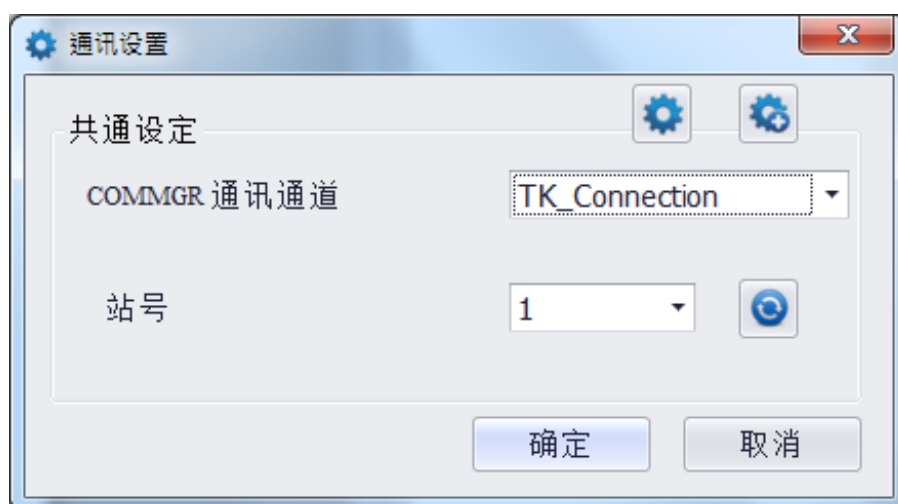 通讯设置
共通设定
COMMGR 通讯通道
TK_Connection
站号
1
确定
取消